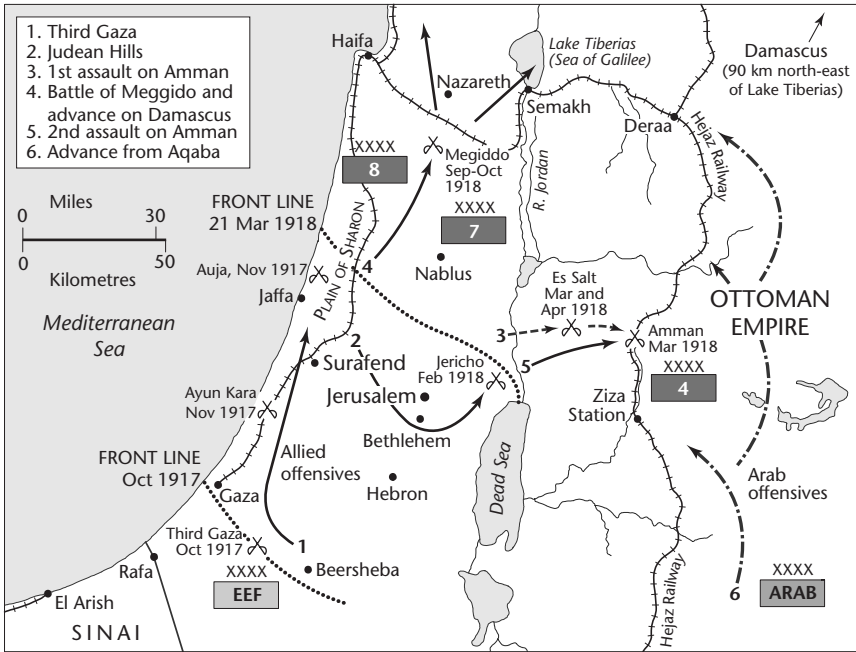 1. Third Gaza
2. Judean Hills
3. 1st assault on Amman
4. Battle of Meggido and
advance on Damascus
5. 2nd assault on Amman
6. Advance from Aqaba
Haifa
Nazareth
Lake Tiberias
(Sea of Galilee)
Damascus
(90 km north-east
of Lake Tiberias)
Semakh
Deraa
Hejaz Railway
XXXX
8
Megiddo
Sep-Oct
1918
R. Jordan
FRONT LINE
21 Mar 1918
XXXX
7
Miles
0 30
0 50
Kilometres
PLAIN OF SHARON
4
Nablus
Auja, Nov 1917
Jaffa
Es Salt
Mar and
Apr 1918
OTTOMAN
EMPIRE
Mediterranean
Sea
2
3
Amman
Mar 1918
Surafend
Jericho
Feb 1918
5
XXXX
4
Jerusalem
Ayun Kara
Nov 1917
Bethlehem
Ziza
Station
FRONT LINE
Oct 1917
Allied
offensives
Gaza
Hebron
Dead Sea
Arab
offensives
Third Gaza
Oct 1917
1
Rafa
XXXX
EEF
Beersheba
El Arish
SINAI
Hejaz Railway
6
XXXX
ARAB